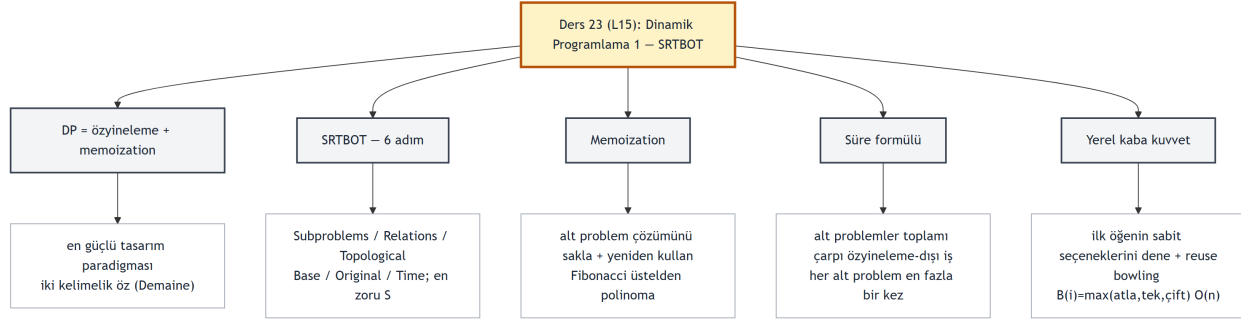 Ders 23 (L15): Dinamik
Programlama 1 — SRTBOT
DP = özyineleme +
memoization
SRTBOT — 6 adım
Memoization
Süre formülü
Yerel kaba kuvvet
en güçlü tasarım
paradigması
iki kelimelik öz (Demaine)
Subproblems / Relations /
Topological
Base / Original / Time; en
zoru S
alt problem çözümünü
sakla + yeniden kullan
Fibonacci üstelden
polinoma
alt problemler toplamı
çarpı özyineleme-dışı iş
her alt problem en fazla
bir kez
ilk öğenin sabit
seçeneklerini dene + reuse
bowling
B(i)=max(atla,tek,çift) O(n)